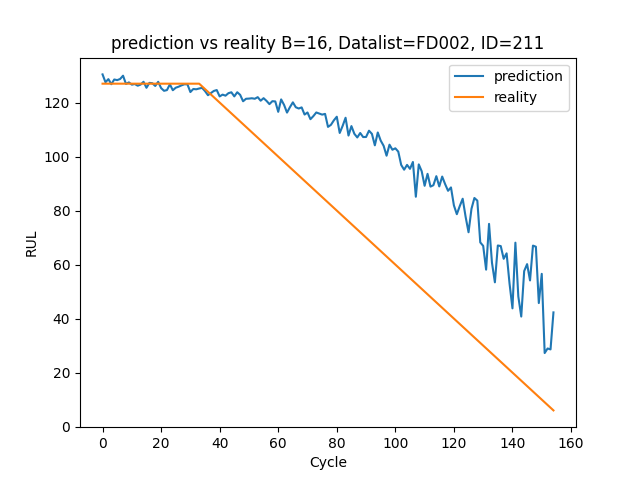 prediction vs reality B=16, Datalist=FD002, ID=211
prediction
reality
RUL
120
100
80
60
40
20
0
0 20 40 60 80 100 120 140 160
Cycle